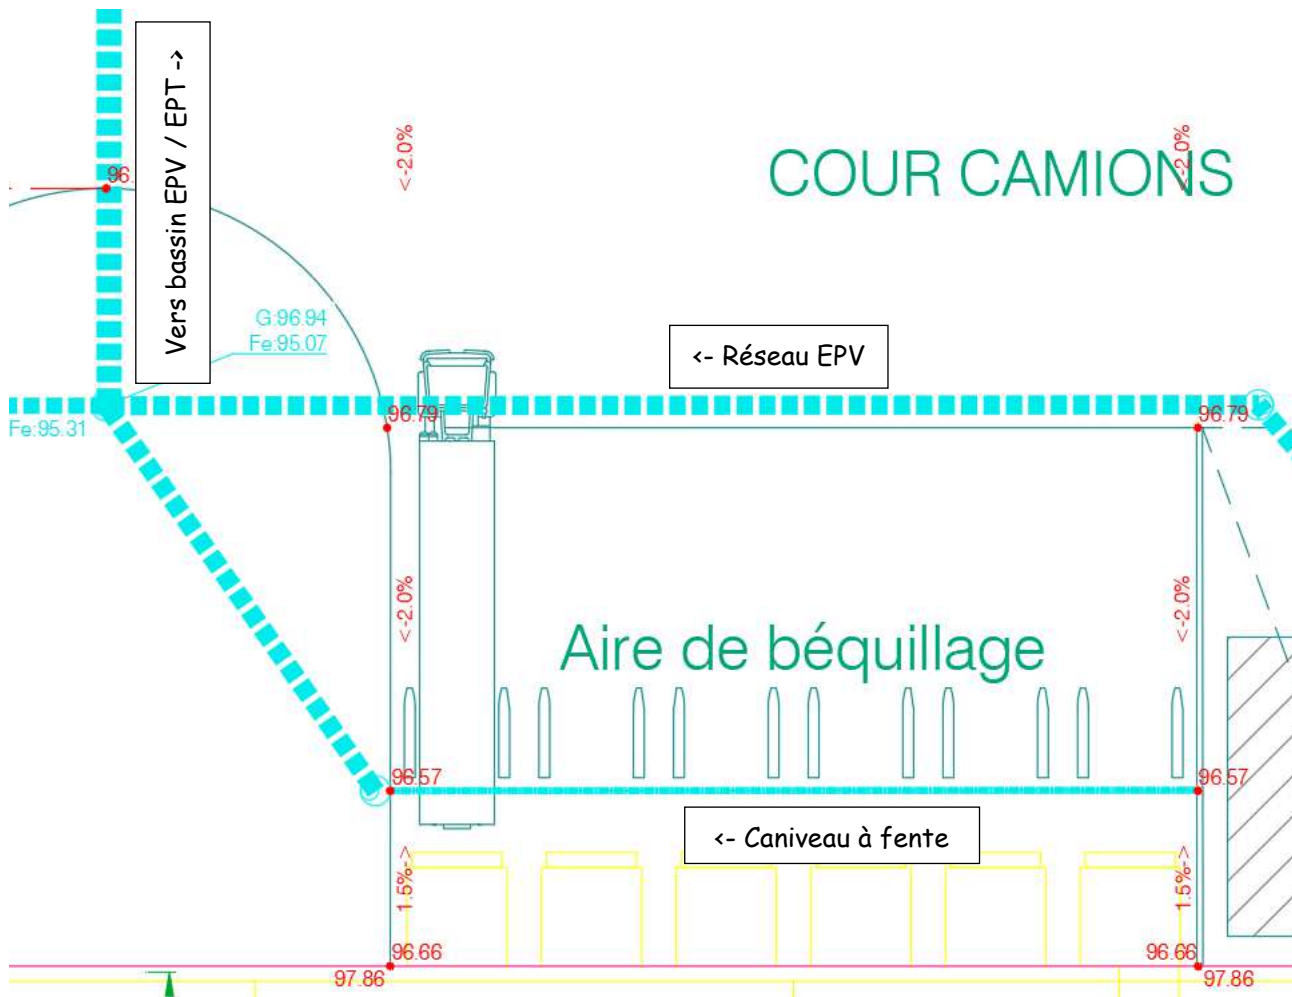 Vers bassin EPV / EPT ->
<-2.0%
<-2.0%
COUR CAMIONS
96.
G:96.94
Fe:95.07
<- Réseau EPV
Fe:95.31
96.79
96.79
<-2.0%
<-2.0%
Aire de béquillage
96.57
96.57
<- Caniveau à fente
1.5%->
1.5%->
96.66
96.66
97.86
97.86